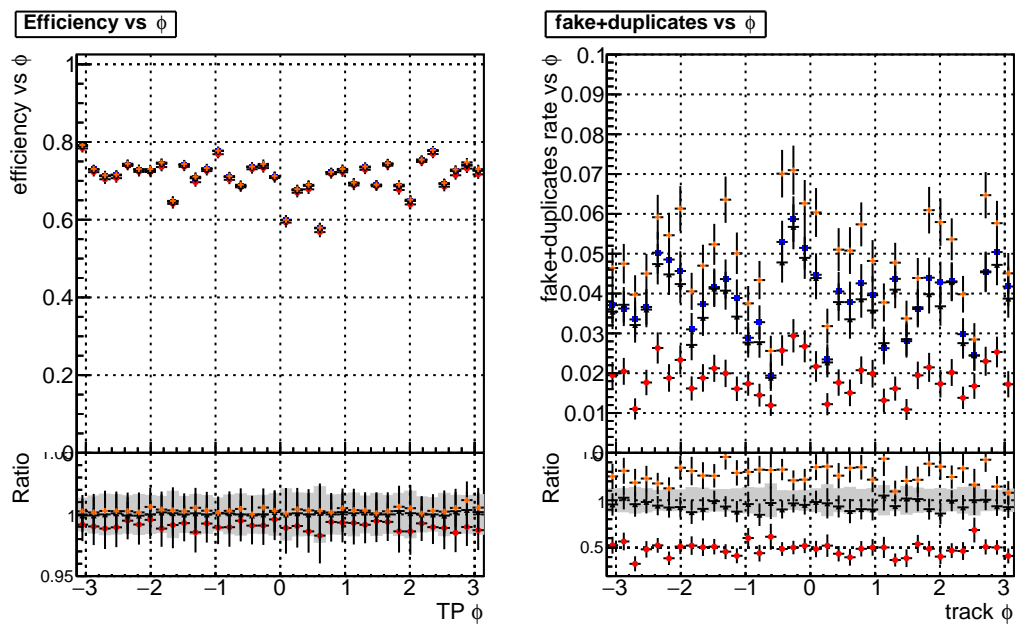 Efficiency vs ϕ
efficiency vs ϕ
1
0.8
0.6
0.4
0.2
0
Ratio
1
0.95
−3 −2 −1 0 1 2 3
TP ϕ
fake+duplicates vs ϕ
fake+duplicates rate vs ϕ
0.1
0.09
0.08
0.07
0.06
0.05
0.04
0.03
0.02
0.01
0
Ratio
1
0.5
−3 −2 −1 0 1 2 3
track ϕ